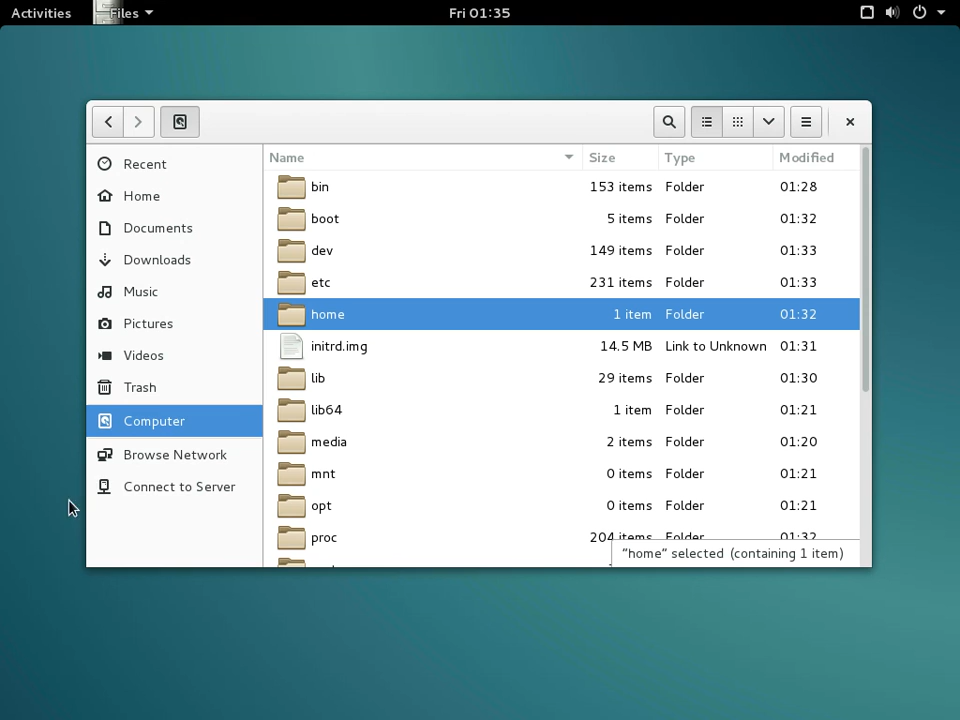 Activities Files Fri 01:35
Recent
Home
Documents
Downloads
Music
Pictures
Videos
Trash
Computer
Browse Network
Connect to Server
Name Size Type Modified
bin 153 items Folder 01:28
boot 5 items Folder 01:32
dev 149 items Folder 01:33
etc 231 items Folder 01:33
home 1 item Folder 01:32
initrd.img 14.5 MB Link to Unknown 01:31
lib 29 items Folder 01:30
lib64 1 item Folder 01:21
media 2 items Folder 01:20
mnt 0 items Folder 01:21
opt 0 items Folder 01:21
proc 204 items Folder 01:32
"home" selected (containing 1 item)